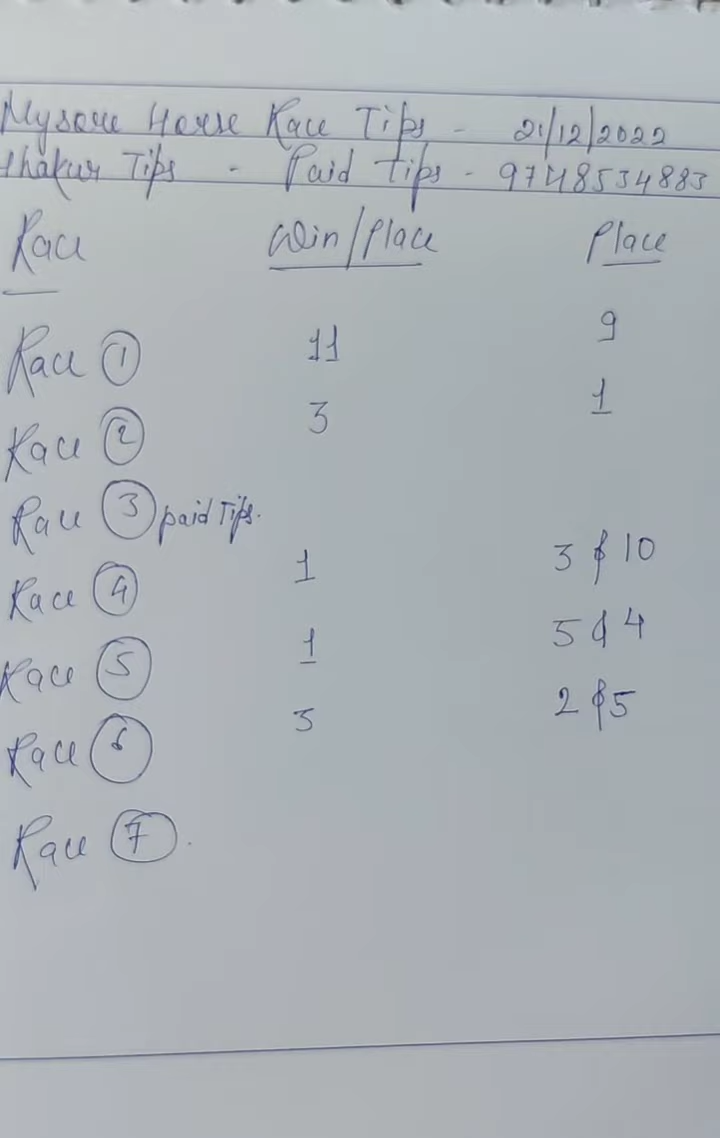 Mysore Horse Race Tips - 21/12/2022
Thakur Tips - Paid Tips - 9748534883
Race Win/Place Place
Race 1 11 9
Race 2 3 1
Race 3 paid Tips.
Race 4 1 3 & 10
Race 5 1 5 & 4
Race 6 3 2 & 5
Race 7.